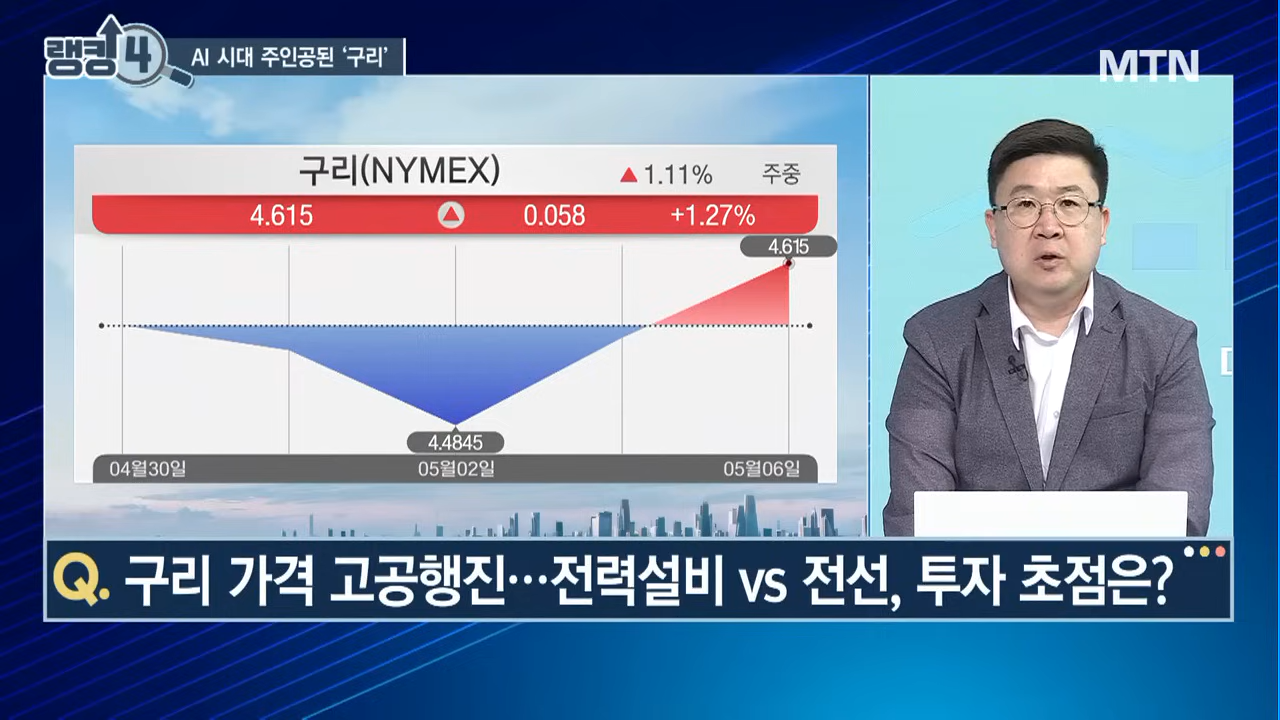 랭킹4
AI 시대 주인공된 ‘구리’
MTN
구리(NYMEX)
▲ 1.11%
주중
4.615
▲
0.058
+1.27%
4.615
4.4845
04월30일
05월02일
05월06일
Q. 구리 가격 고공행진…전력설비 vs 전선, 투자 초점은?